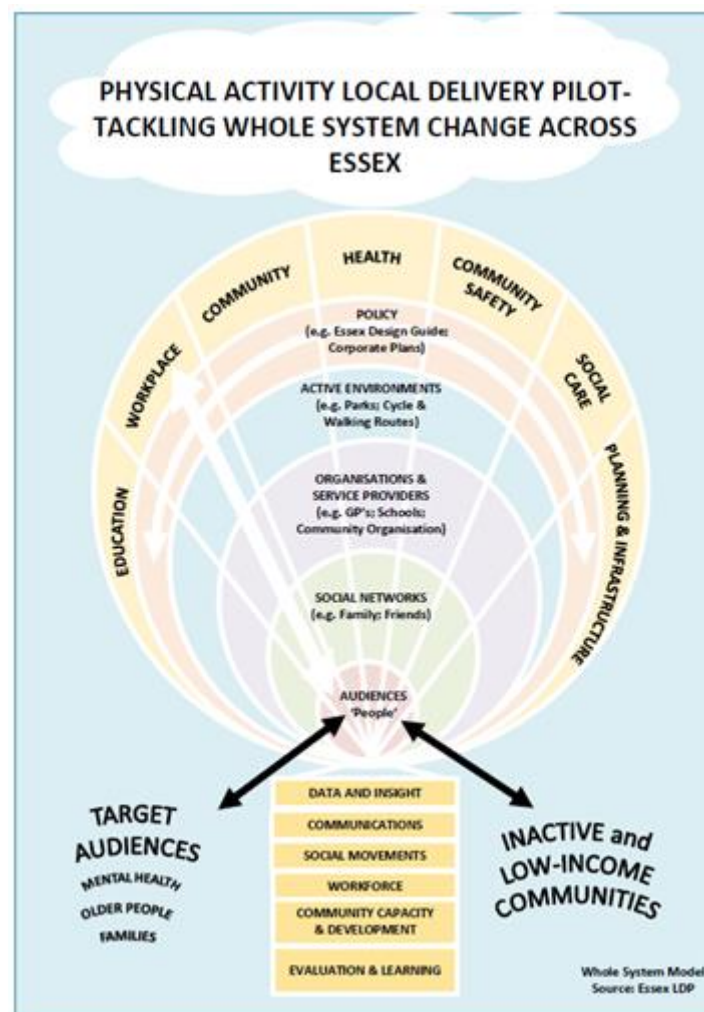 PHYSICAL ACTIVITY LOCAL DELIVERY PILOT-
TACKLING WHOLE SYSTEM CHANGE ACROSS
ESSEX
EDUCATION
WORKPLACE
COMMUNITY
HEALTH
COMMUNITY
SAFETY
SOCIAL
CARE
PLANNING & INFRASTRUCTURE
POLICY
(e.g. Essex Design Guide;
Corporate Plans)
ACTIVE ENVIRONMENTS
(e.g. Parks; Cycle &
Walking Routes)
ORGANISATIONS &
SERVICE PROVIDERS
(e.g. GP's; Schools;
Community Organisation)
SOCIAL NETWORKS
(e.g. Family; Friends)
AUDIENCES
'People'
TARGET
AUDIENCES
MENTAL HEALTH
OLDER PEOPLE
FAMILIES
DATA AND INSIGHT
COMMUNICATIONS
SOCIAL MOVEMENTS
WORKFORCE
COMMUNITY CAPACITY
& DEVELOPMENT
EVALUATION & LEARNING
INACTIVE and
LOW-INCOME
COMMUNITIES
Whole System Model
Source: Essex LDP